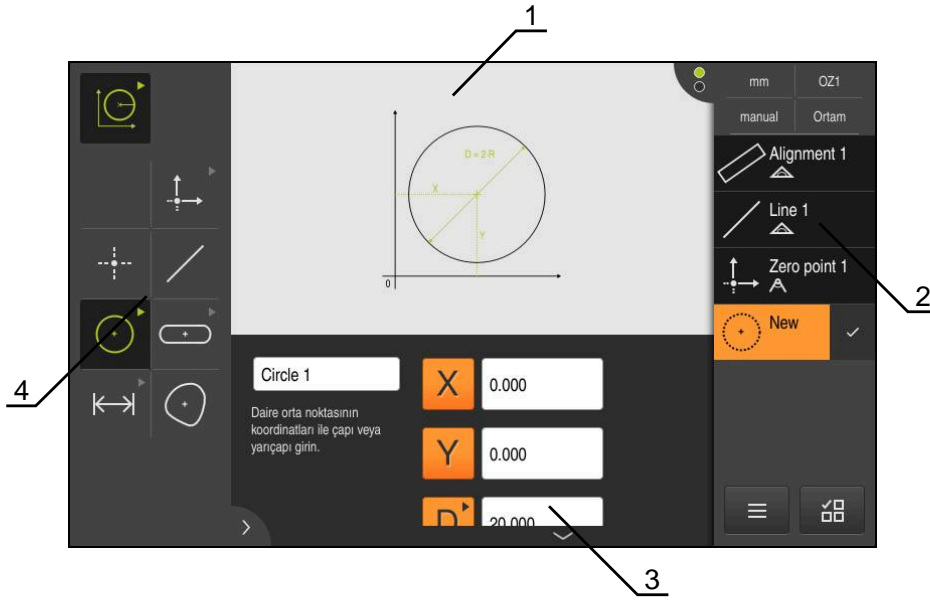 1
mm
OZ1
manual
Ortam
D = 2·R
X
Y
0
Alignment 1
Line 1
Zero point 1
New
2
4
Circle 1
Daire orta noktasının
koordinatları ile çapı veya
yarıçapı girin.
X
0.000
Y
0.000
D
20.000
3